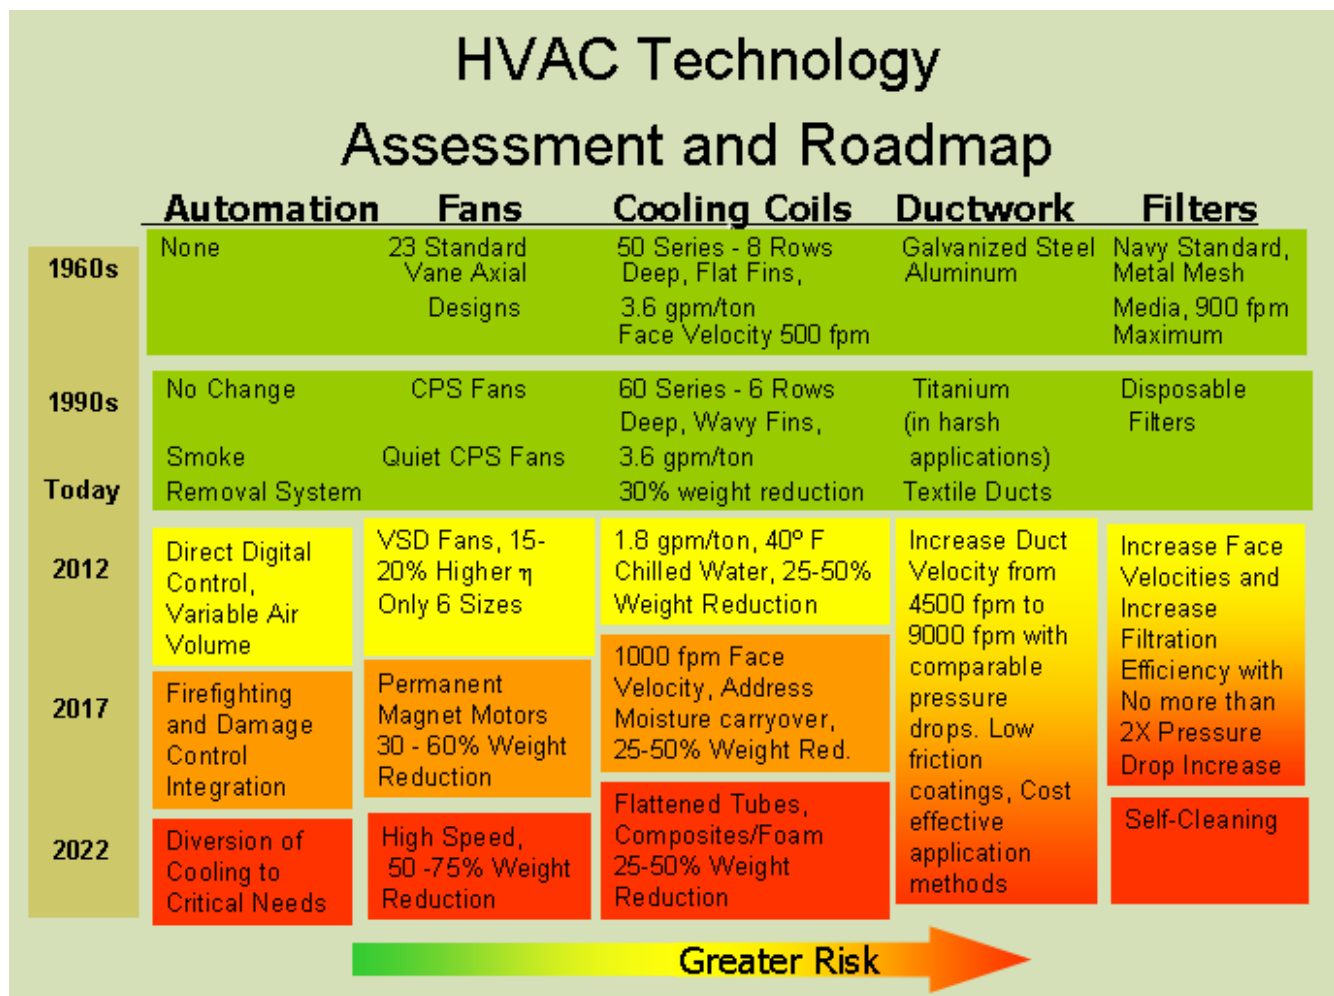 HVAC Technology
Assessment and Roadmap
Automation Fans Cooling Coils Ductwork Filters
1960s
None
23 Standard
Vane Axial
Designs
50 Series - 8 Rows
Deep, Flat Fins,
3.6 gpm/ton
Face Velocity 500 fpm
Galvanized Steel
Aluminum
Navy Standard,
Metal Mesh
Media, 900 fpm
Maximum
1990s
Today
No Change
Smoke
Removal System
CPS Fans
Quiet CPS Fans
60 Series - 6 Rows
Deep, Wavy Fins,
3.6 gpm/ton
30% weight reduction
Titanium
(in harsh
applications)
Textile Ducts
Disposable
Filters
2012
Direct Digital
Control,
Variable Air
Volume
VSD Fans, 15-
20% Higher η
Only 6 Sizes
1.8 gpm/ton, 40º F
Chilled Water, 25-50%
Weight Reduction
Increase Duct
Velocity from
4500 fpm to
9000 fpm with
comparable
pressure
drops. Low
friction
coatings, Cost
effective
application
methods
Increase Face
Velocities and
Increase
Filtration
Efficiency with
No more than
2X Pressure
Drop Increase
2017
Firefighting
and Damage
Control
Integration
Permanent
Magnet Motors
30 - 60% Weight
Reduction
1000 fpm Face
Velocity, Address
Moisture carryover,
25-50% Weight Red.
2022
Diversion of
Cooling to
Critical Needs
High Speed,
50 -75% Weight
Reduction
Flattened Tubes,
Composites/Foam
25-50% Weight
Reduction
Self-Cleaning
Greater Risk